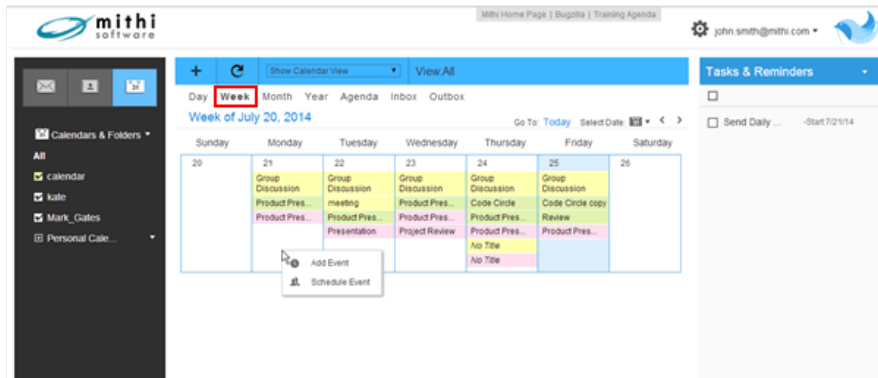 mithi
software
Mithi Home Page | Bugzilla | Training Agenda
john.smith@mithi.com
Show Calendar View
View:All
Tasks & Reminders
Day Week Month Year Agenda Inbox Outbox
Week of July 20, 2014
Go To: Today Select Date:
Send Daily ... -Start:7/21/14
Calendars & Folders
All
calendar
kate
Mark_Gates
Personal Cale...
Sunday Monday Tuesday Wednesday Thursday Friday Saturday
20 21 22 23 24 25 26
Group Discussion Group Discussion Group Discussion Group Discussion Group Discussion
Product Pres... meeting Product Pres... Code Circle Code Circle copy
Product Pres... Product Pres... Product Pres... Product Pres... Review
Presentation Project Review Product Pres... Product Pres...
No Title
No Title
Add Event
Schedule Event